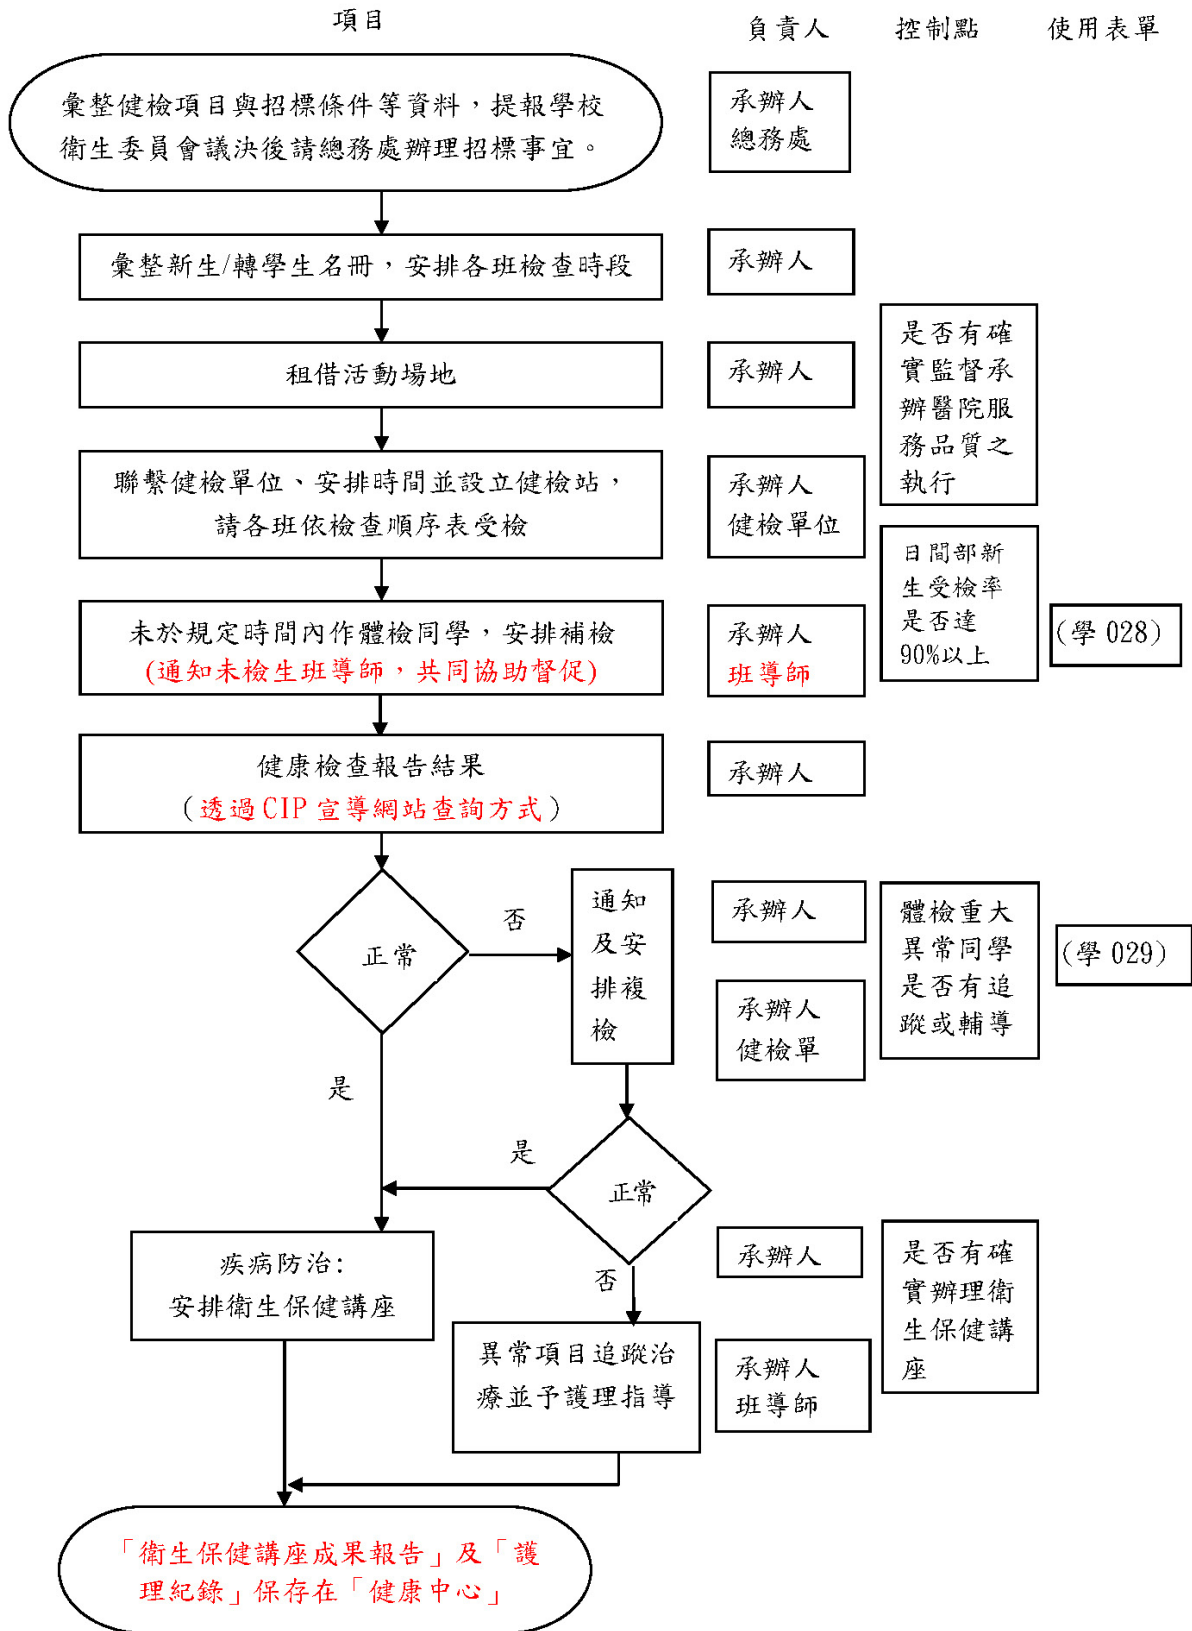 項目
負責人
控制點
使用表單
彙整健檢項目與招標條件等資料，提報學校
衛生委員會議決後請總務處辦理招標事宜。
承辦人
總務處
彙整新生/轉學生名冊，安排各班檢查時段
承辦人
租借活動場地
承辦人
是否有確
實監督承
辦醫院服
務品質之
執行
聯繫健檢單位、安排時間並設立健檢站，
請各班依檢查順序表受檢
承辦人
健檢單位
日間部新
生受檢率
是否達
90%以上
未於規定時間內作體檢同學，安排補檢
(通知未檢生班導師，共同協助督促)
承辦人
班導師
(學 028)
健康檢查報告結果
(透過 CIP 宣導網站查詢方式)
承辦人
正常
否
通知
及安
排複
檢
承辦人
承辦人
健檢單
體檢重大
異常同學
是否有追
蹤或輔導
(學 029)
是
是
正常
否
疾病防治:
安排衛生保健講座
承辦人
是否有確
實辦理衛
生保健講
座
異常項目追蹤治
療並予護理指導
承辦人
班導師
「衛生保健講座成果報告」及「護
理紀錄」保存在「健康中心」